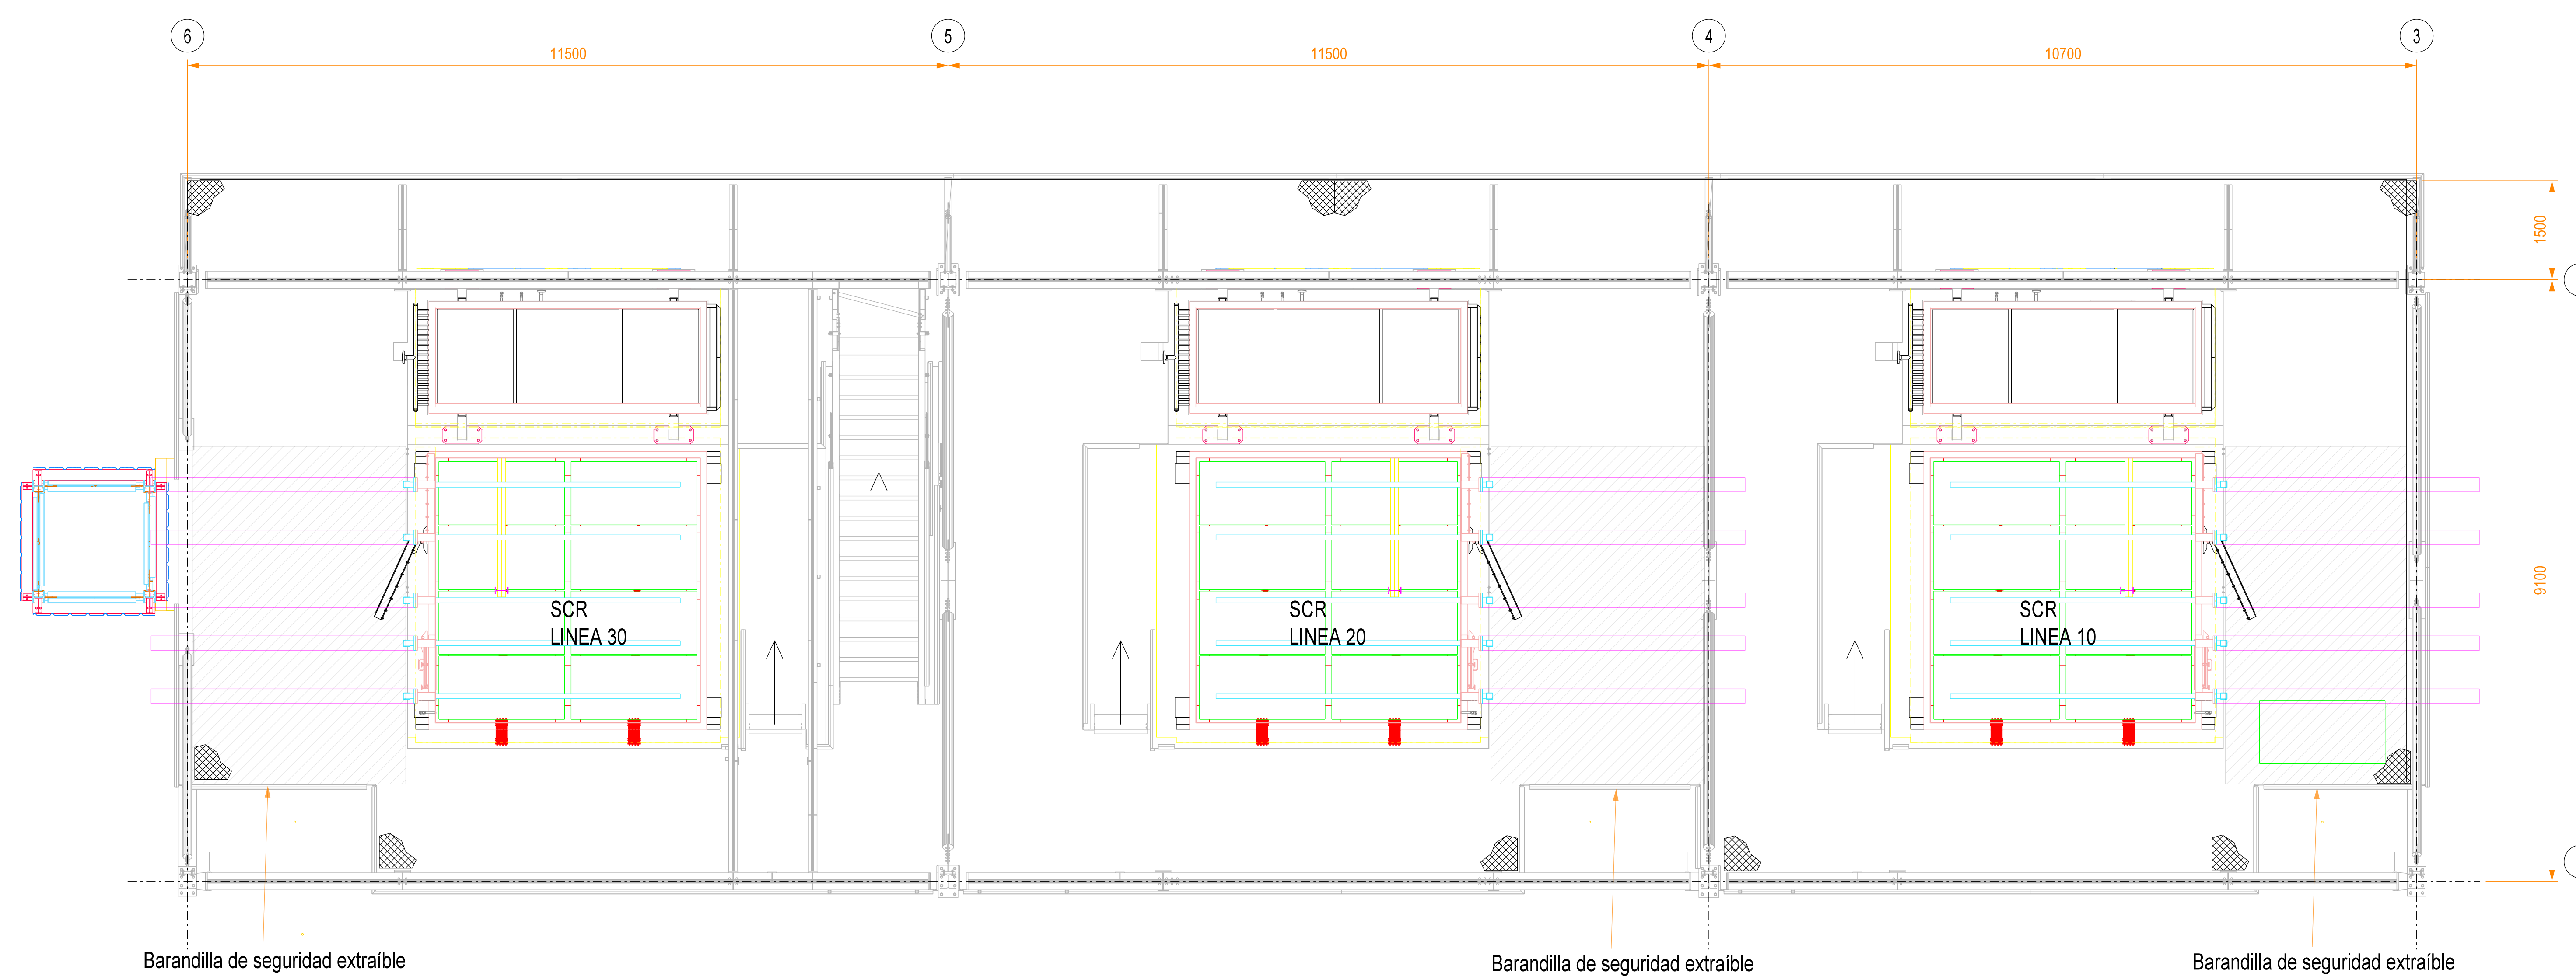 6
5
4
3
11500
11500
10700
1500
9100
SCR
LINEA 30
SCR
LINEA 20
SCR
LINEA 10
Barandilla de seguridad extraíble
Barandilla de seguridad extraíble
Barandilla de seguridad extraíble